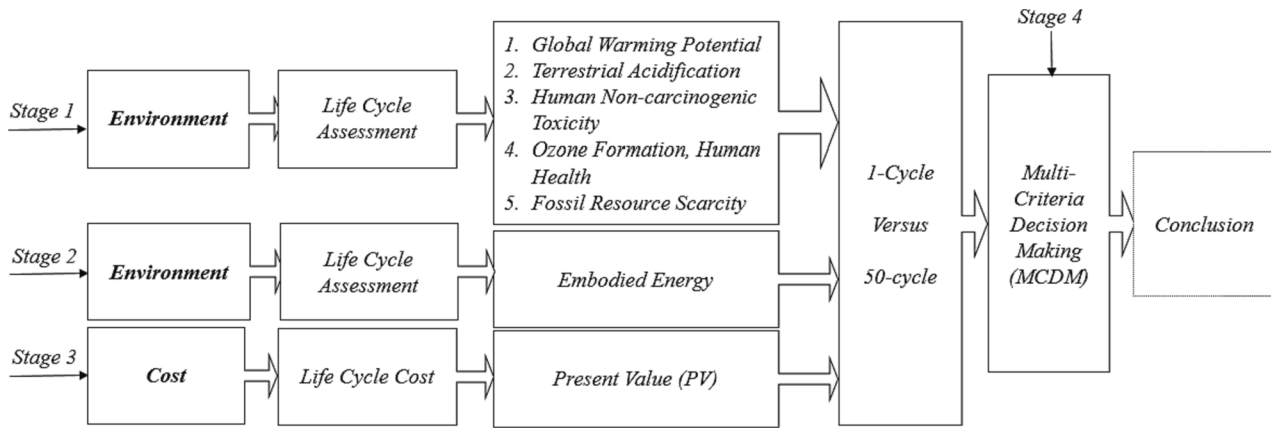 Stage 1
Environment
Life Cycle
Assessment
1. Global Warming Potential
2. Terrestrial Acidification
3. Human Non-carcinogenic
Toxicity
4. Ozone Formation, Human
Health
5. Fossil Resource Scarcity
Stage 2
Environment
Life Cycle
Assessment
Embodied Energy
Stage 3
Cost
Life Cycle Cost
Present Value (PV)
1-Cycle
Versus
50-cycle
Stage 4
Multi-
Criteria
Decision
Making
(MCDM)
Conclusion